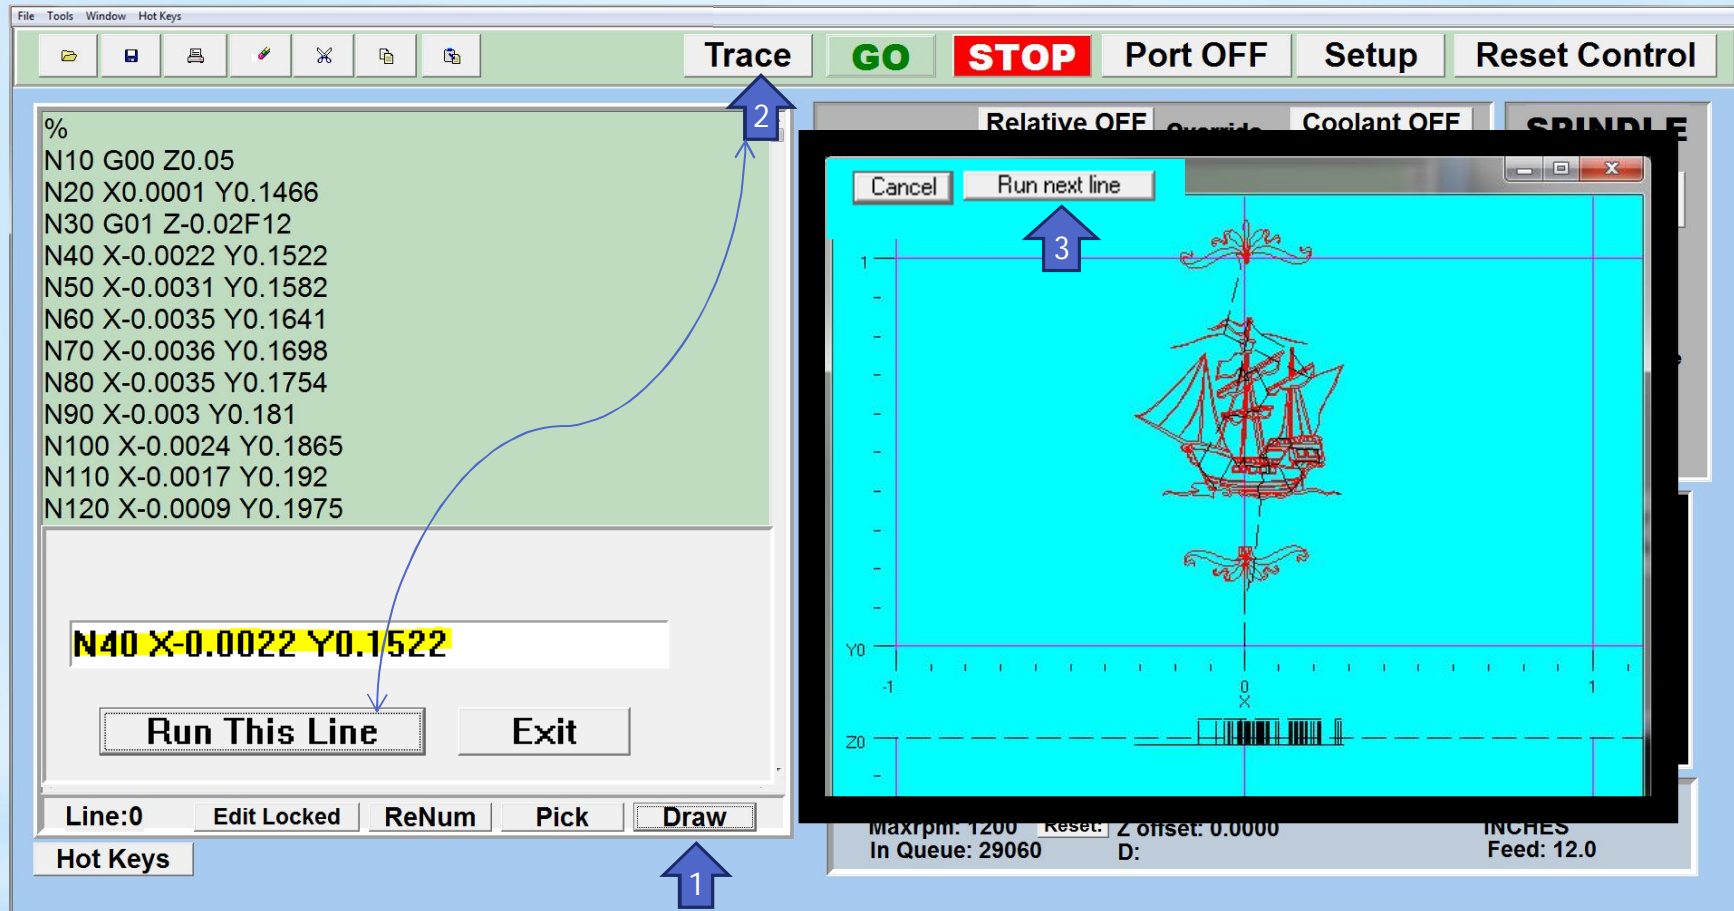 File Tools Window Hot Keys
Trace GO STOP Port OFF Setup Reset Control
2
%
N10 G00 Z0.05
N20 X0.0001 Y0.1466
N30 G01 Z-0.02F12
N40 X-0.0022 Y0.1522
N50 X-0.0031 Y0.1582
N60 X-0.0035 Y0.1641
N70 X-0.0036 Y0.1698
N80 X-0.0035 Y0.1754
N90 X-0.003 Y0.181
N100 X-0.0024 Y0.1865
N110 X-0.0017 Y0.192
N120 X-0.0009 Y0.1975
N40 X-0.0022 Y0.1522
Run This Line Exit
Line:0 Edit Locked ReNum Pick Draw
Hot Keys
1
Relative OFF Override Coolant OFF SPINDLE
Cancel Run next line
3
1
Y0
-1 0 1
X
Z0
Maxrpm: 1200 Reset: Z offset: 0.0000 INCHES
In Queue: 29060 D: Feed: 12.0